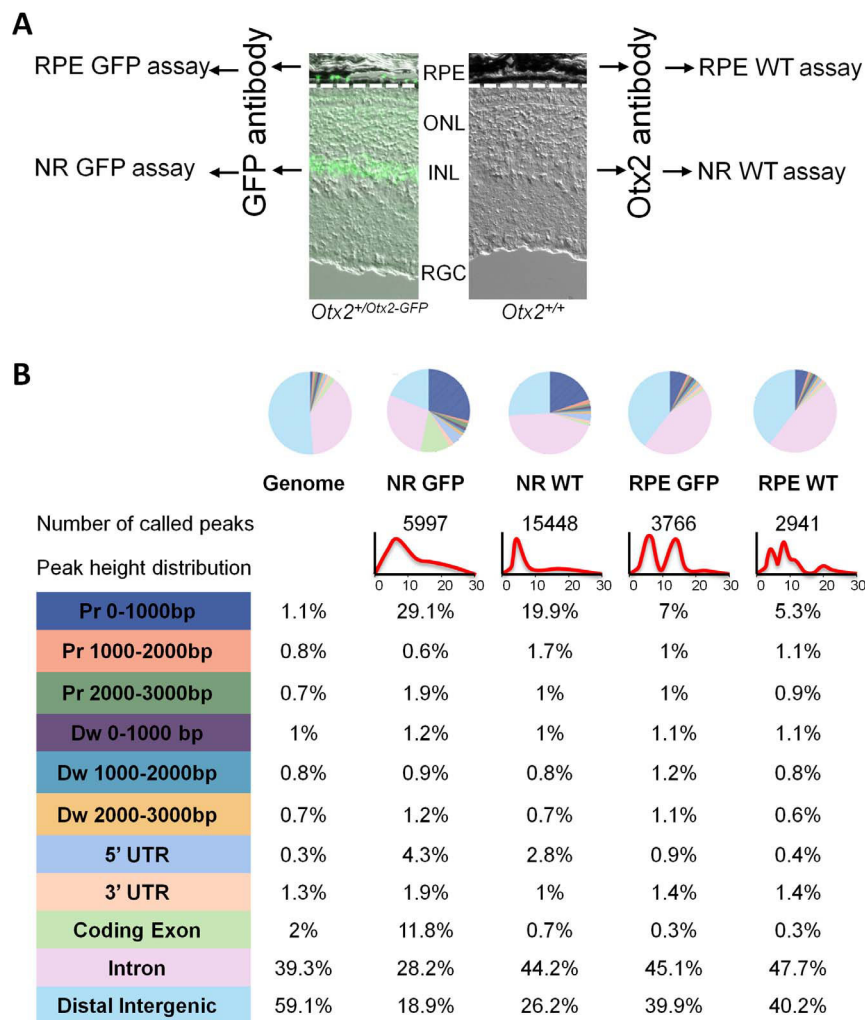 A
RPE GFP assay
NR GFP assay
GFP antibody
RPE
ONL
INL
RGC
Otx2+/Otx2-GFP
Otx2+/+
Otx2 antibody
RPE WT assay
NR WT assay
B
Genome NR GFP NR WT RPE GFP RPE WT
Number of called peaks 5997 15448 3766 2941
Peak height distribution
0 10 20 30 0 10 20 30 0 10 20 30 0 10 20 30
Pr 0-1000bp 1.1% 29.1% 19.9% 7% 5.3%
Pr 1000-2000bp 0.8% 0.6% 1.7% 1% 1.1%
Pr 2000-3000bp 0.7% 1.9% 1% 1% 0.9%
Dw 0-1000 bp 1% 1.2% 1% 1.1% 1.1%
Dw 1000-2000bp 0.8% 0.9% 0.8% 1.2% 0.8%
Dw 2000-3000bp 0.7% 1.2% 0.7% 1.1% 0.6%
5' UTR 0.3% 4.3% 2.8% 0.9% 0.4%
3' UTR 1.3% 1.9% 1% 1.4% 1.4%
Coding Exon 2% 11.8% 0.7% 0.3% 0.3%
Intron 39.3% 28.2% 44.2% 45.1% 47.7%
Distal Intergenic 59.1% 18.9% 26.2% 39.9% 40.2%